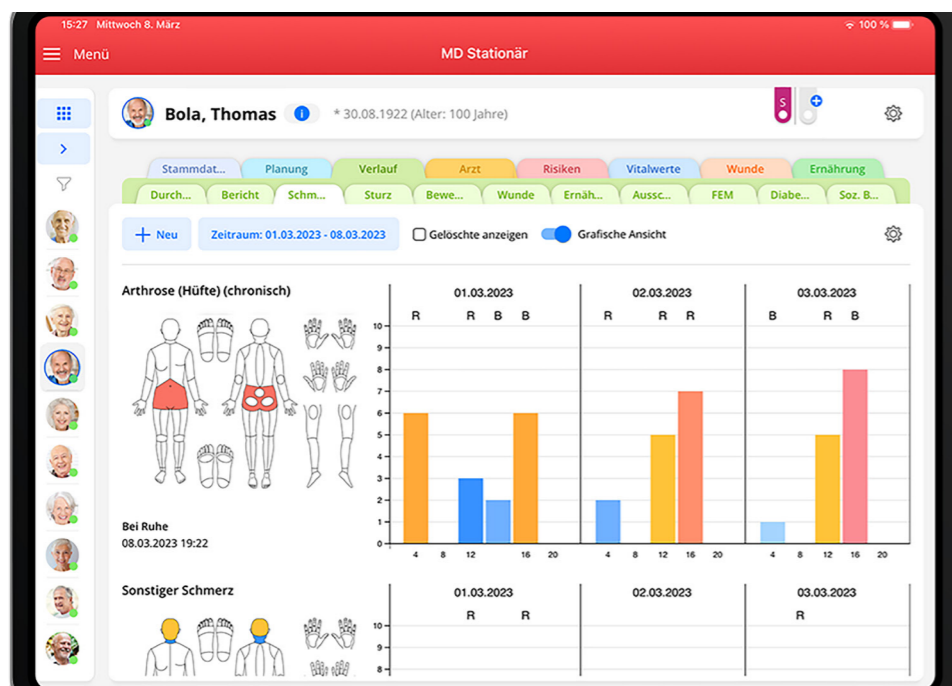 15:27 Mittwoch 8. März 100 %
Menü MD Stationär
Bola, Thomas i * 30.08.1922 (Alter: 100 Jahre) S
Stammdat... Planung Verlauf Arzt Risiken Vitalwerte Wunde Ernährung
Durch... Bericht Schm... Sturz Bewe... Wunde Ernäh... Aussc... FEM Diabe... Soz. B...
+ Neu Zeitraum: 01.03.2023 - 08.03.2023 Gelöschte anzeigen Grafische Ansicht
Arthrose (Hüfte) (chronisch) 01.03.2023 02.03.2023 03.03.2023
R R B B R R R B R B
10
9
8
7
6
5
4
3
2
1
0
4 8 12 16 20 4 8 12 16 20 4 8 12 16 20
Bei Ruhe
08.03.2023 19:22
Sonstiger Schmerz 01.03.2023 02.03.2023 03.03.2023
R R R
10
9
8